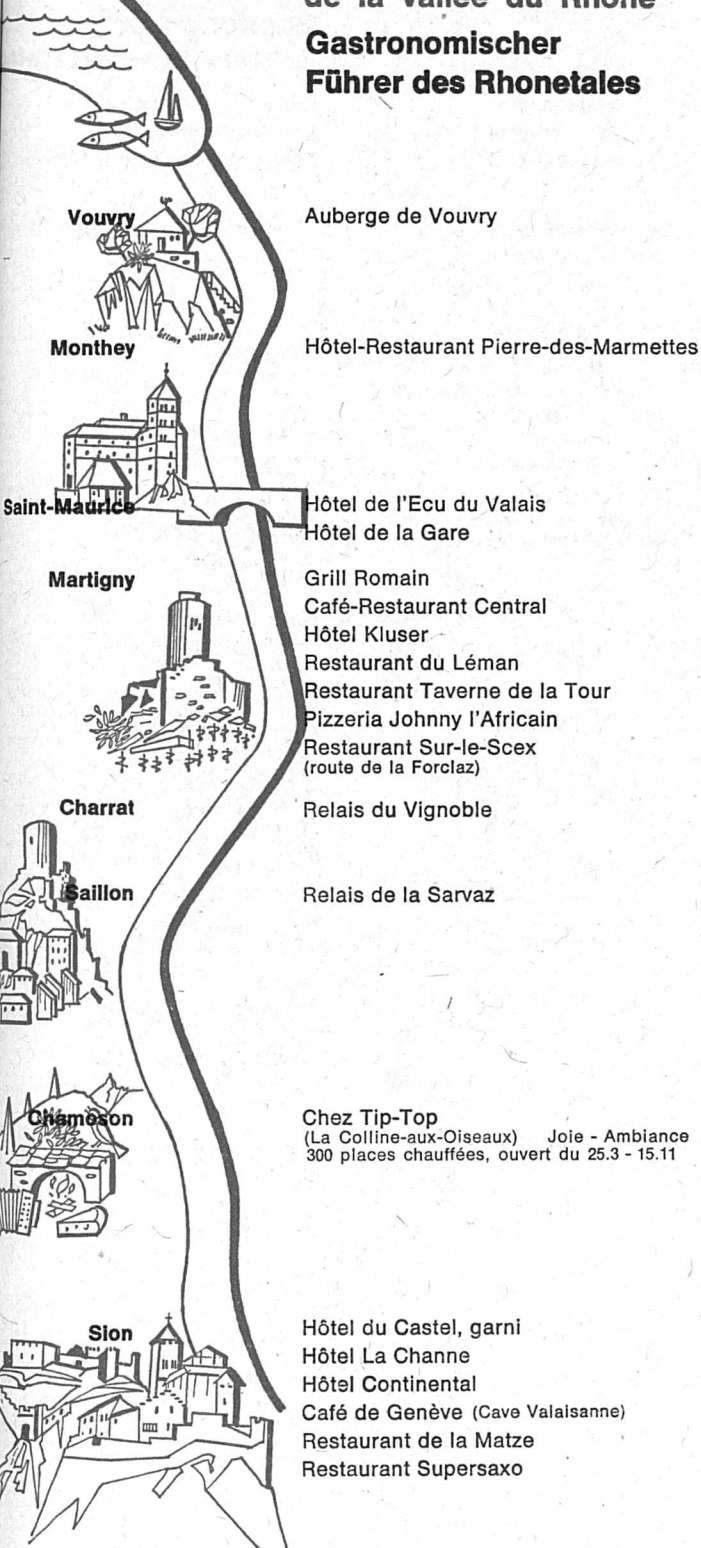 de la vallée du Rhône
Gastronomischer
Führer des Rhonetales
Vouvry Auberge de Vouvry
Monthey Hôtel-Restaurant Pierre-des-Marmettes
Saint-Maurice Hôtel de l'Ecu du Valais
Hôtel de la Gare
Martigny Grill Romain
Café-Restaurant Central
Hôtel Kluser
Restaurant du Léman
Restaurant Taverne de la Tour
Pizzeria Johnny l'Africain
Restaurant Sur-le-Scex
(route de la Forclaz)
Charrat Relais du Vignoble
Saillon Relais de la Sarvaz
Chamoson Chez Tip-Top
(La Colline-aux-Oiseaux) Joie - Ambiance
300 places chauffées, ouvert du 25.3 - 15.11
Sion Hôtel du Castel, garni
Hôtel La Channe
Hôtel Continental
Café de Genève (Cave Valaisanne)
Restaurant de la Matze
Restaurant Supersaxo